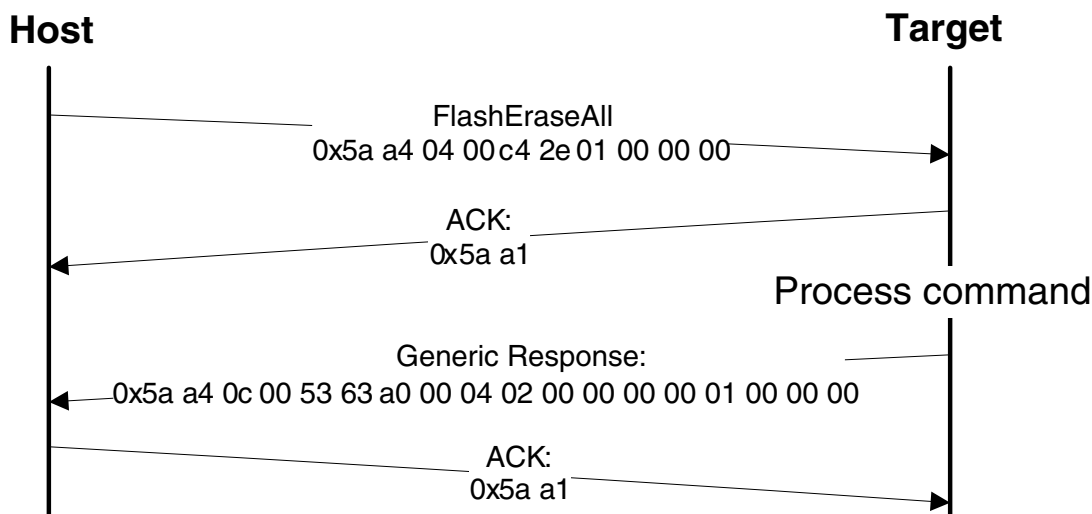 Host
Target
FlashEraseAll
0x5a a4 04 00 c4 2e 01 00 00 00
ACK:
0x5a a1
Process command
Generic Response:
0x5a a4 0c 00 53 63 a0 00 04 02 00 00 00 00 01 00 00 00
ACK:
0x5a a1